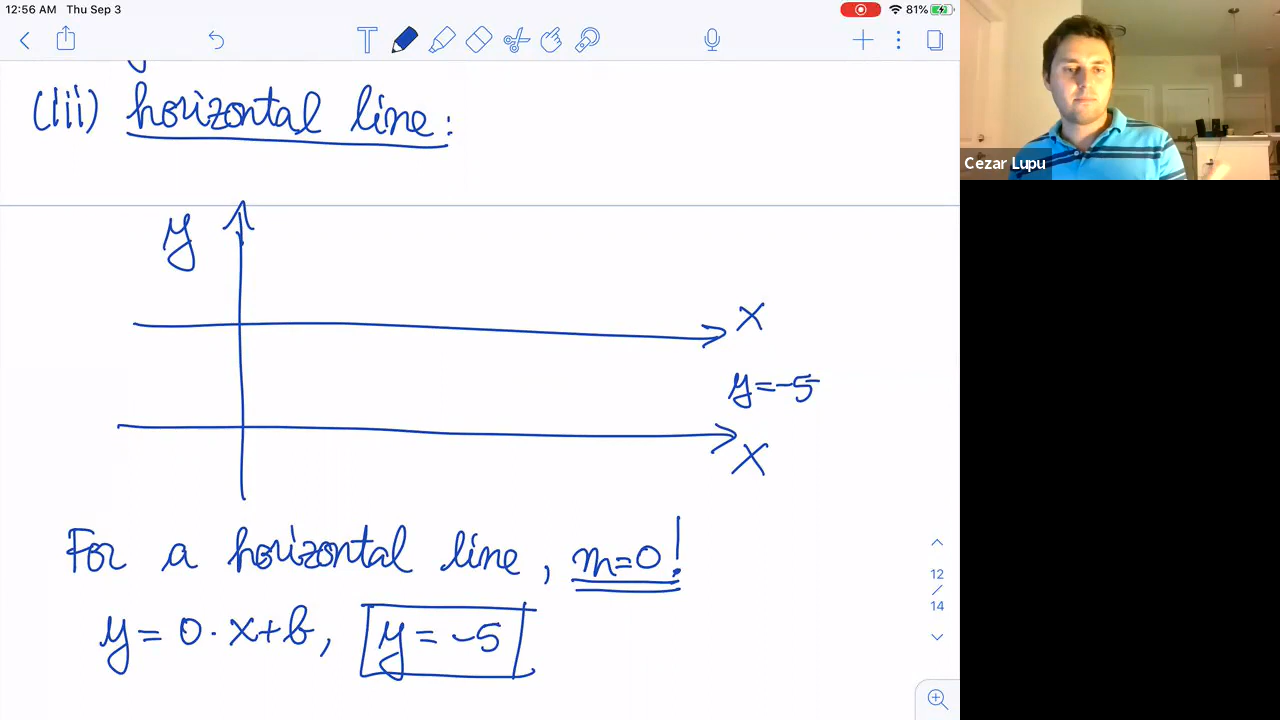 12:56 AM Thu Sep 3
81%
T
(iii) horizontal line:
y
x
y=-5
x
For a horizontal line, m=0!
y = 0 · x+b, y = -5
12
/
14
Cezar Lupu